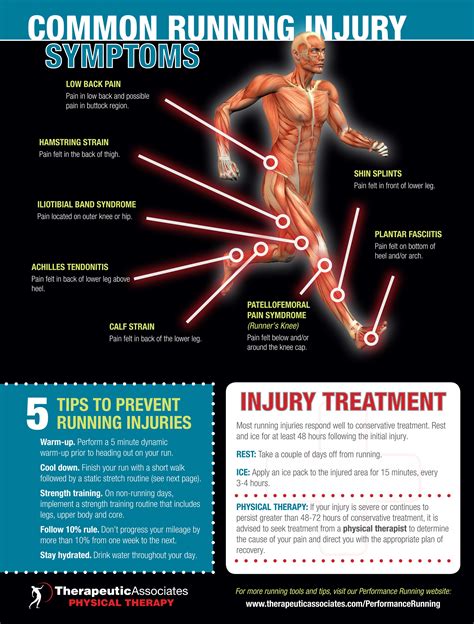 COMMON RUNNING INJURY
SYMPTOMS
LOW BACK PAIN
Pain in low back and possible
pain in buttock region.
HAMSTRING STRAIN
Pain felt in the back of thigh.
ILIOTIBIAL BAND SYNDROME
Pain located on outer knee or hip.
ACHILLES TENDONITIS
Pain felt in back of lower leg above
heel.
CALF STRAIN
Pain felt in back of the lower leg.
PATELLOFEMORAL
PAIN SYMDROME
(Runner's Knee)
Pain felt below and/or
around the knee cap.
SHIN SPLINTS
Pain felt in front of lower leg.
PLANTAR FASCIITIS
Pain felt on bottom of
heel and/or arch.
5 TIPS TO PREVENT
RUNNING INJURIES
Warm-up. Perform a 5 minute dynamic
warm-up prior to heading out on your run.
Cool down. Finish your run with a short walk
followed by a static stretch routine (see next page).
Strength training. On non-running days,
implement a strength training routine that includes
legs, upper body and core.
Follow 10% rule. Don't progress your mileage by
more than 10% from one week to the next.
Stay hydrated. Drink water throughout your day.
INJURY TREATMENT
Most running injuries respond well to conservative treatment. Rest
and ice for at least 48 hours following the initial injury.
REST: Take a couple of days off from running.
ICE: Apply an ice pack to the injured area for 15 minutes, every
3-4 hours.
PHYSICAL THERAPY: If your injury is severe or continues to
persist greater than 48-72 hours of conservative treatment, it is
advised to seek treatment from a physical therapist to determine
the cause of your pain and direct you with the appropriate plan of
recovery.
TherapeuticAssociates
PHYSICAL THERAPY
For more running tools and tips, visit our Performance Running website:
www.therapeuticassociates.com/PerformanceRunning